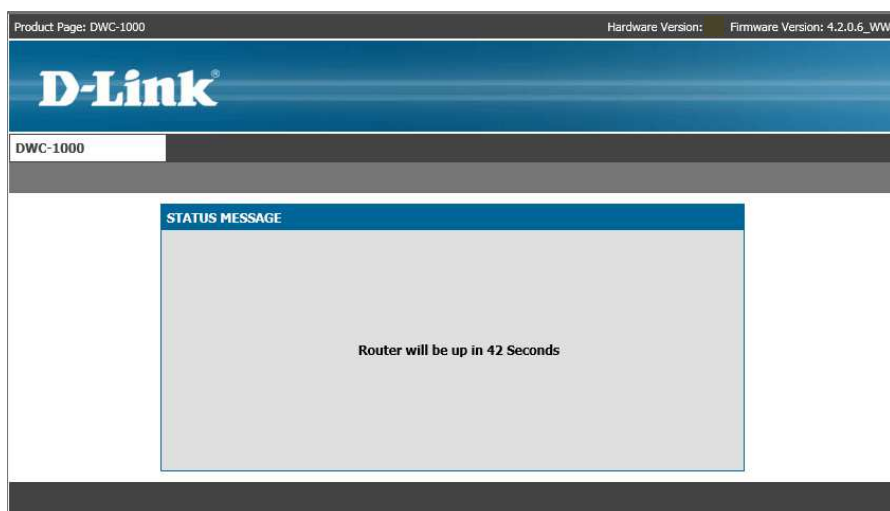 Product Page: DWC-1000 Hardware Version: Firmware Version: 4.2.0.6_WW
D-Link®
DWC-1000
STATUS MESSAGE
Router will be up in 42 Seconds